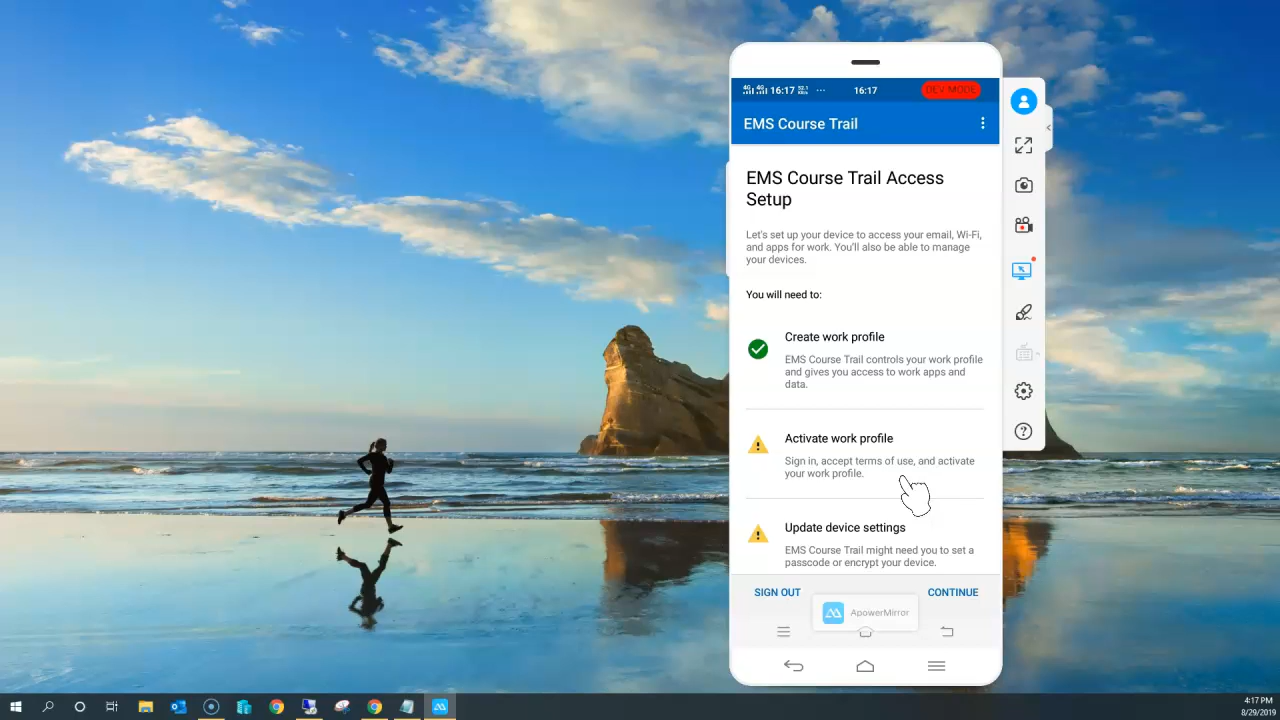 16:17
16:17
DEV MODE
EMS Course Trail
EMS Course Trail Access
Setup
Let's set up your device to access your email, Wi-Fi,
and apps for work. You'll also be able to manage
your devices.
You will need to:
Create work profile
EMS Course Trail controls your work profile
and gives you access to work apps and
data.
Activate work profile
Sign in, accept terms of use, and activate
your work profile.
Update device settings
EMS Course Trail might need you to set a
passcode or encrypt your device.
SIGN OUT
CONTINUE
ApowerMirror
4:17 PM
8/29/2019